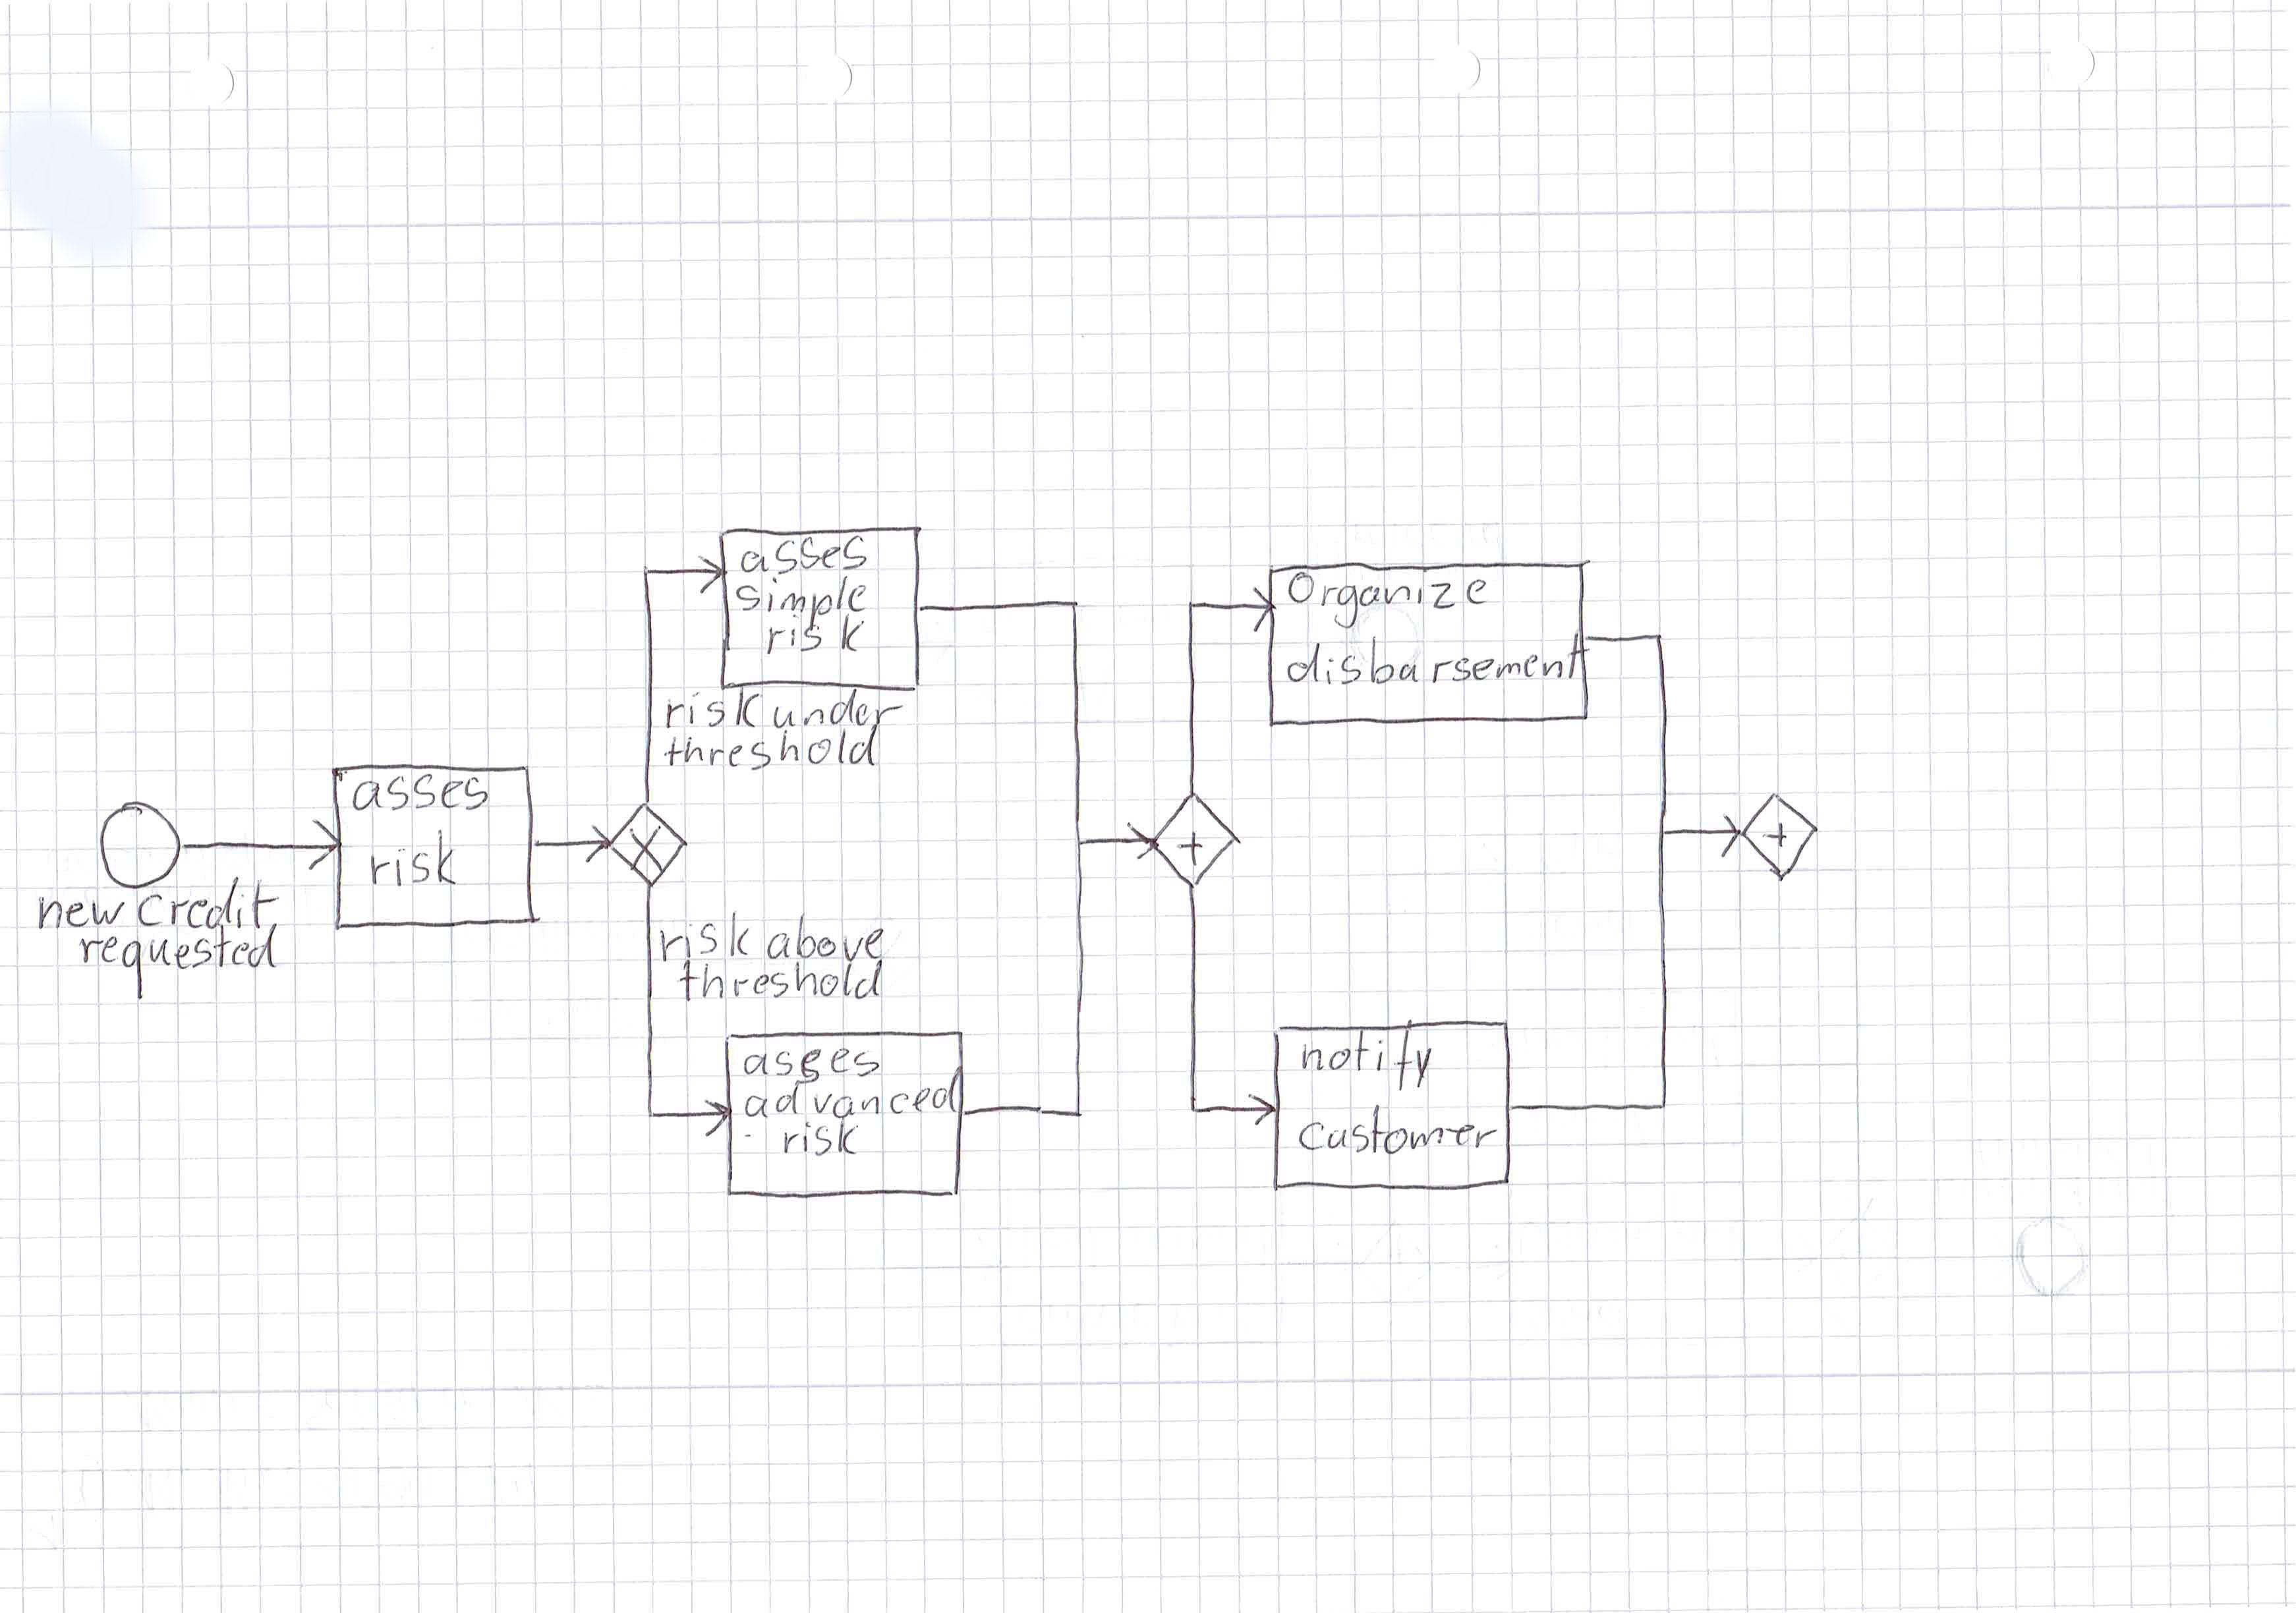 asses
simple
risk
Organize
disbursement
risk under
threshold
asses
risk
new credit
requested
risk above
threshold
asses
advanced
risk
notify
customer